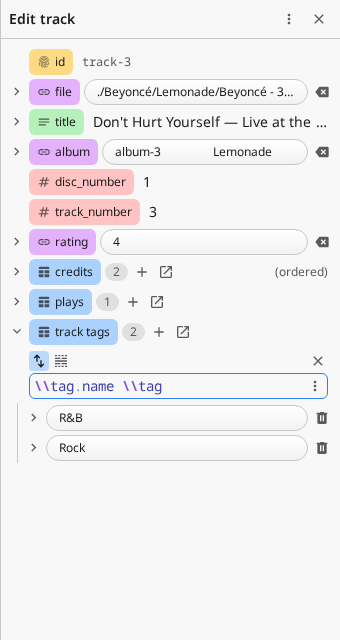 Edit track
id track-3
file ./Beyoncé/Lemonade/Beyoncé - 3...
title Don't Hurt Yourself — Live at the ...
album album-3 Lemonade
# disc_number 1
# track_number 3
rating 4
credits 2 (ordered)
plays 1
track tags 2
\\tag.name \\tag
R&B
Rock